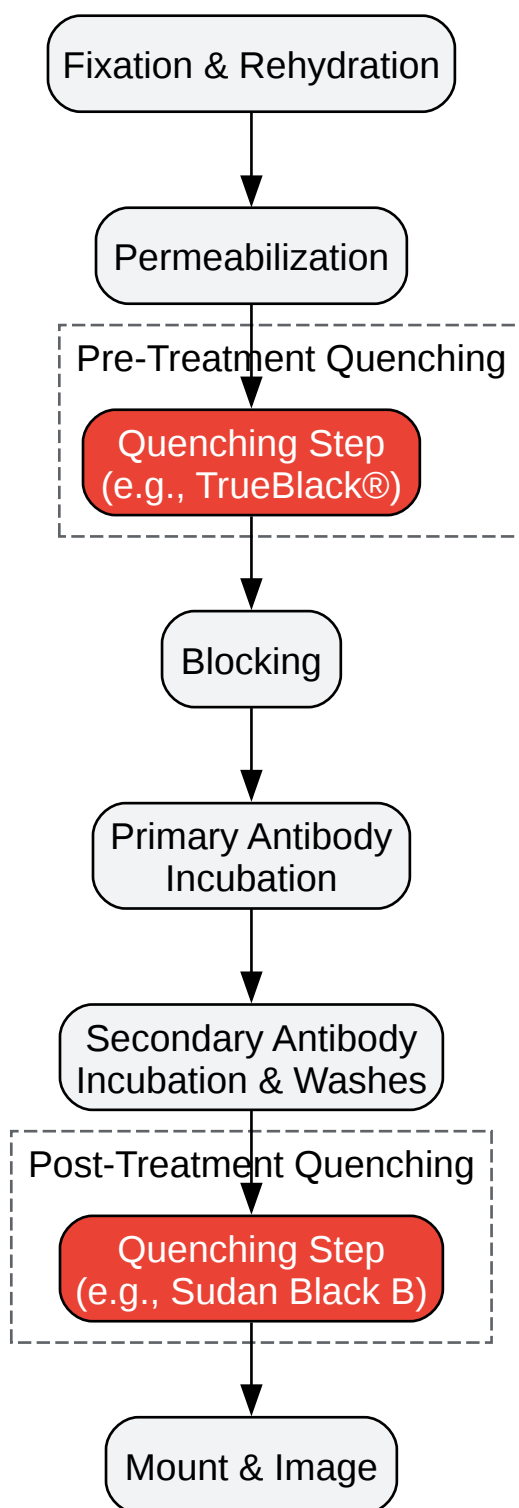 Fixation & Rehydration
Permeabilization
Pre-Treatment Quenching
Quenching Step
(e.g., TrueBlack®)
Blocking
Primary Antibody
Incubation
Secondary Antibody
Incubation & Washes
Post-Treatment Quenching
Quenching Step
(e.g., Sudan Black B)
Mount & Image